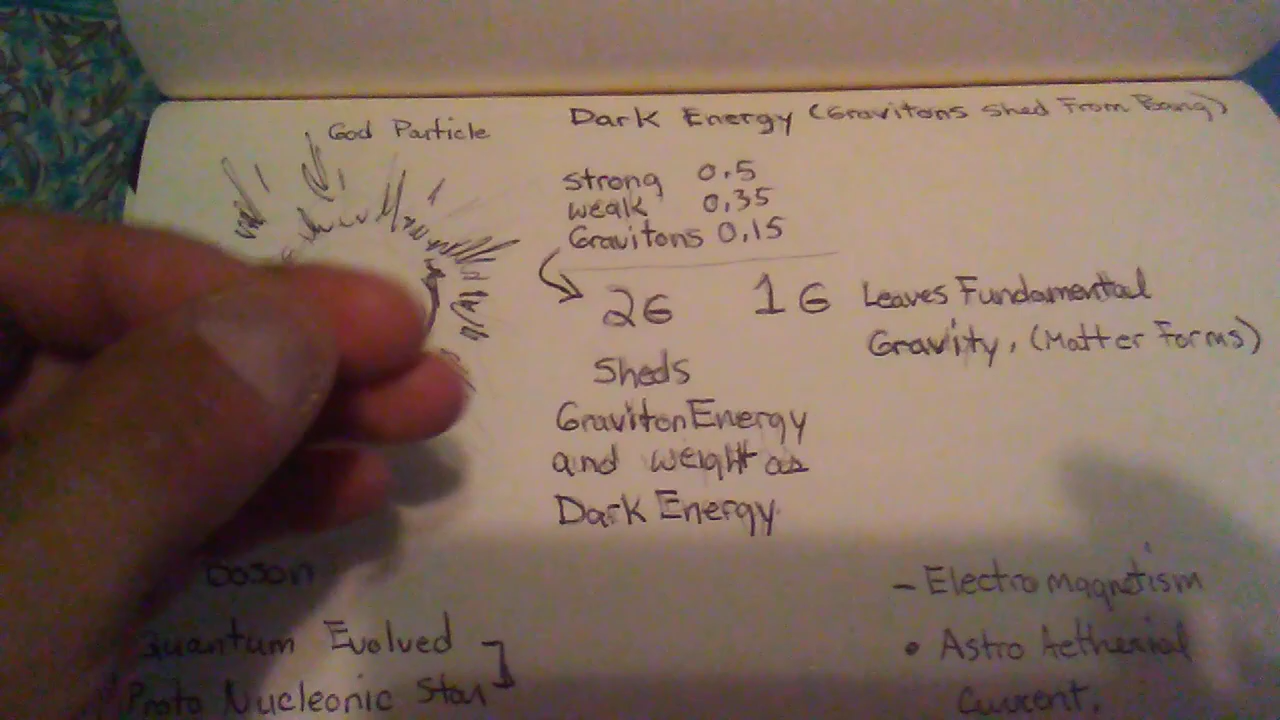 God Particle
Dark Energy (Gravitons Shed From Bang)
strong 0.5
weak 0.35
Gravitons 0.15
2G 1G Leaves Fundamental
Gravity, (Matter Forms)
Sheds
Graviton Energy
and weight as
Dark Energy
Boson
Quantum Evolved
Proto Nucleonic Star
- Electromagnetism
• Astro Aetherial
Current.